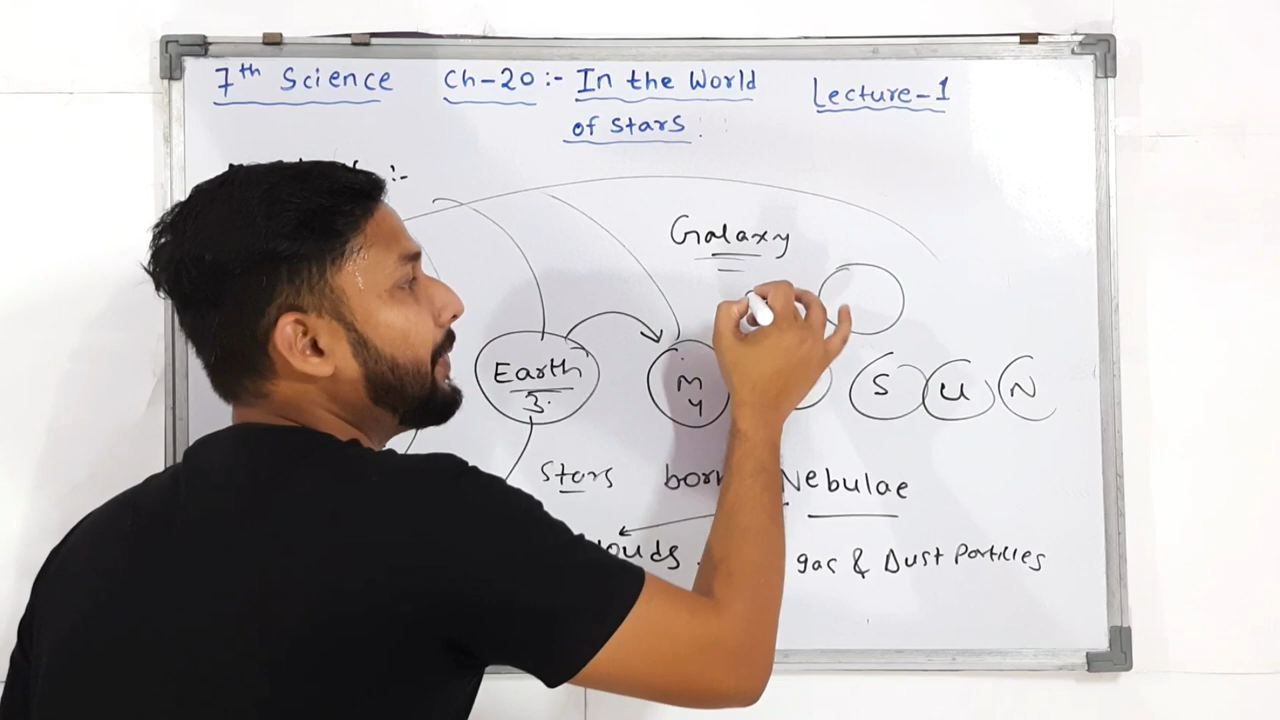 7th Science Ch-20:- In the World Lecture-1
of Stars
:-
Galaxy
Earth
3.
M
4
S U N
Stars born Nebulae
gas & Dust Particles